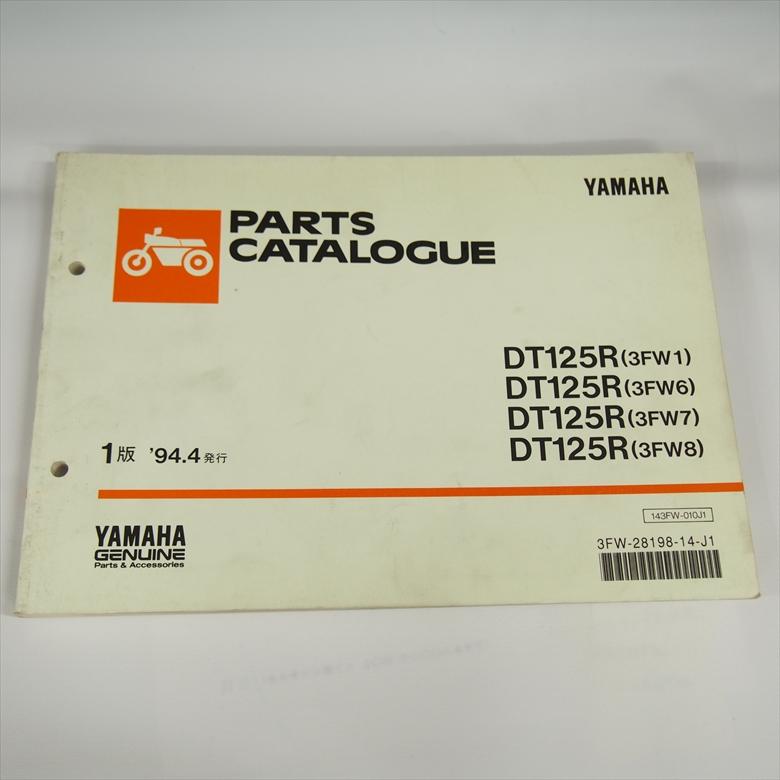 YAMAHA
PARTS
CATALOGUE
DT125R(3FW1)
DT125R(3FW6)
DT125R(3FW7)
DT125R(3FW8)
1版 '94.4発行
143FW-010J1
3FW-28198-14-J1
YAMAHA
GENUINE
Parts & Accessories